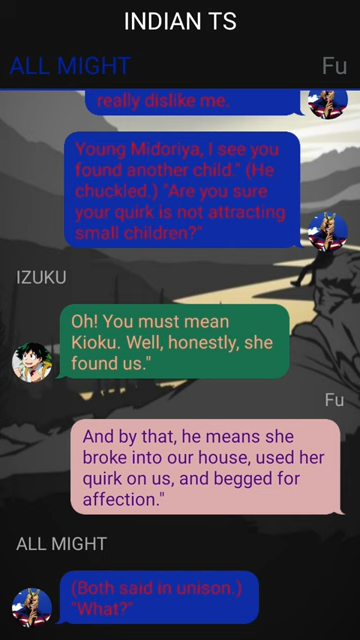 INDIAN TS
ALL MIGHT
Fu
really dislike me.
Young Midoriya, I see you
found another child." (He
chuckled.) "Are you sure
your quirk is not attracting
small children?"
IZUKU
Oh! You must mean
Kioku. Well, honestly, she
found us."
Fu
And by that, he means she
broke into our house, used her
quirk on us, and begged for
affection."
ALL MIGHT
(Both said in unison.)
"What?"